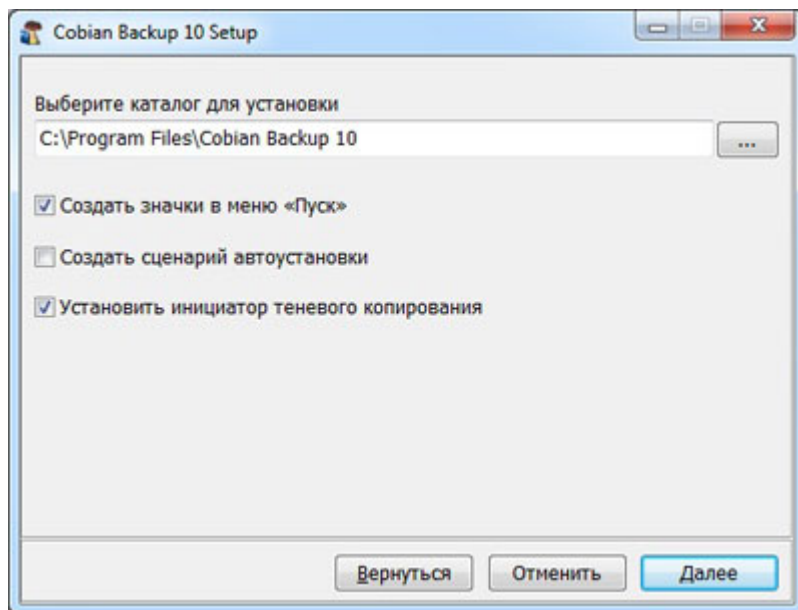 Cobian Backup 10 Setup
Выберите каталог для установки
C:\Program Files\Cobian Backup 10
...
Создать значки в меню «Пуск»
Создать сценарий автоустановки
Установить инициатор теневого копирования
Вернуться Отменить Далее